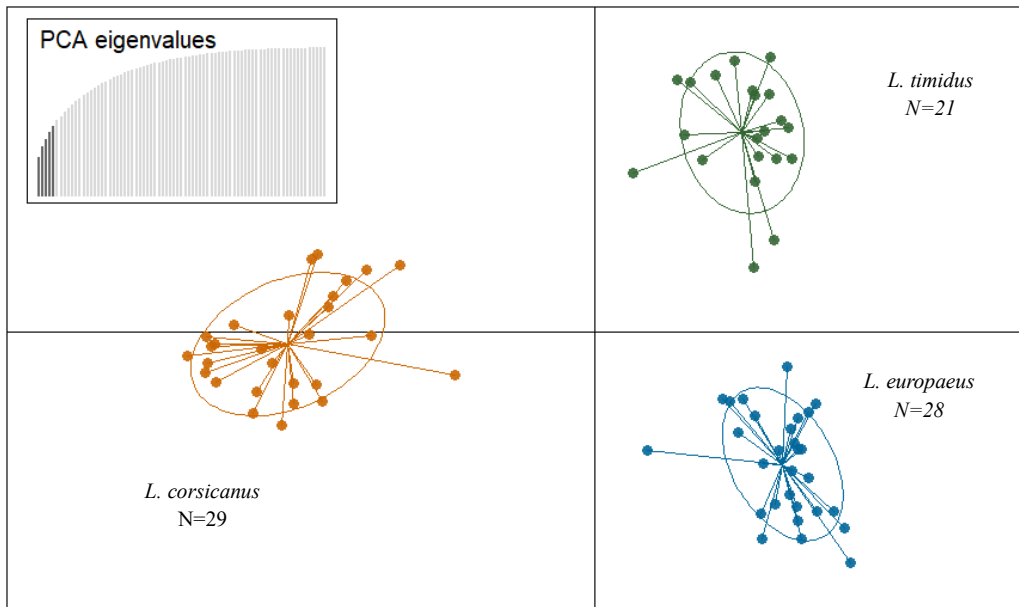 PCA eigenvalues
L. timidus
N=21
L. europaeus
N=28
L. corsicanus
N=29